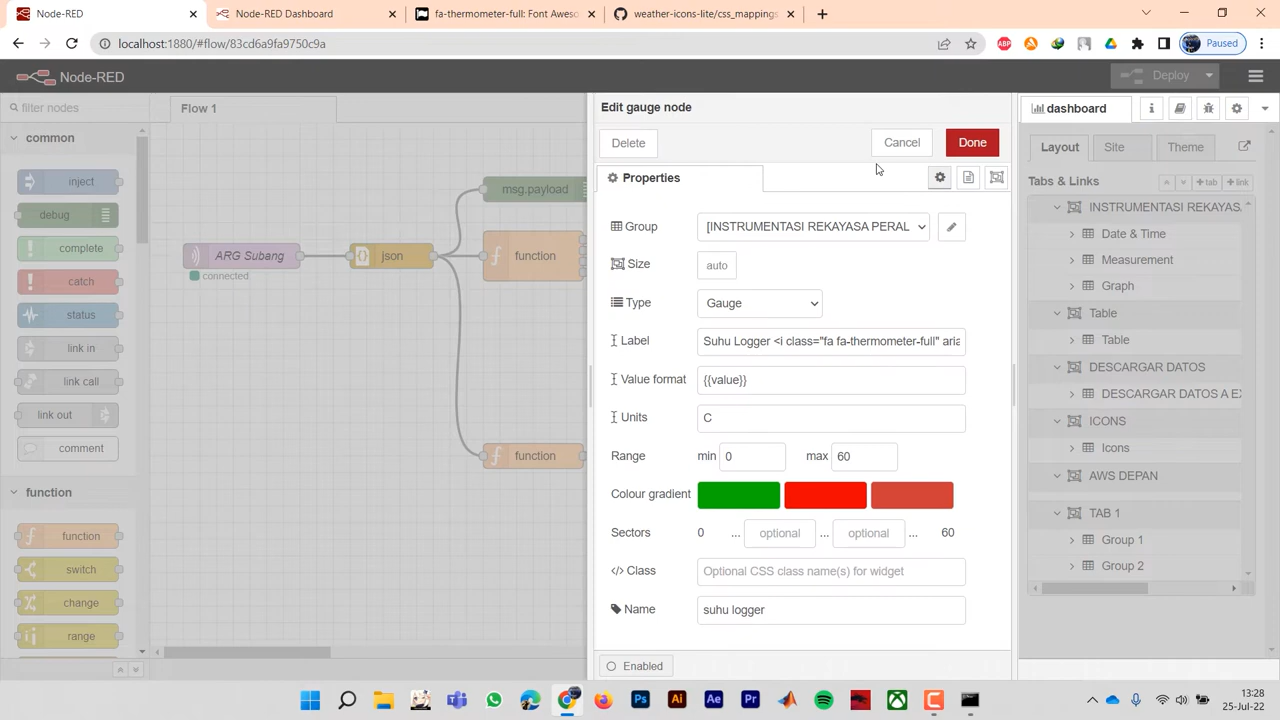 Node-RED
Node-RED Dashboard
fa-thermometer-full: Font Aweso
weather-icons-lite/css_mappings
localhost:1880/#flow/83cd6a9fa9750c9a
ABP
Paused
Node-RED
Deploy
filter nodes
Flow 1
Edit gauge node
dashboard
Delete
Cancel
Done
common
Properties
Layout
Site
Theme
inject
Tabs & Links
tab
link
debug
msg.payload
Group
[INSTRUMENTASI REKAYASA PERAL
INSTRUMENTASI REKAYAS
Date & Time
complete
ARG Subang
json
function
Size
auto
Measurement
connected
catch
Graph
status
Type
Gauge
Table
link in
Label
Suhu Logger <i class="fa fa-thermometer-full" aria
Table
link call
Value format
{{value}}
DESCARGAR DATOS
DESCARGAR DATOS A EX
link out
Units
C
ICONS
comment
function
Range
min
0
max
60
Icons
AWS DEPAN
function
Colour gradient
TAB 1
function
Sectors
0
...
optional
...
optional
...
60
Group 1
switch
Class
Optional CSS class name(s) for widget
Group 2
change
Name
suhu logger
range
Enabled
Ps
Ai
Ae
Pr
13:28
25-Jul-22